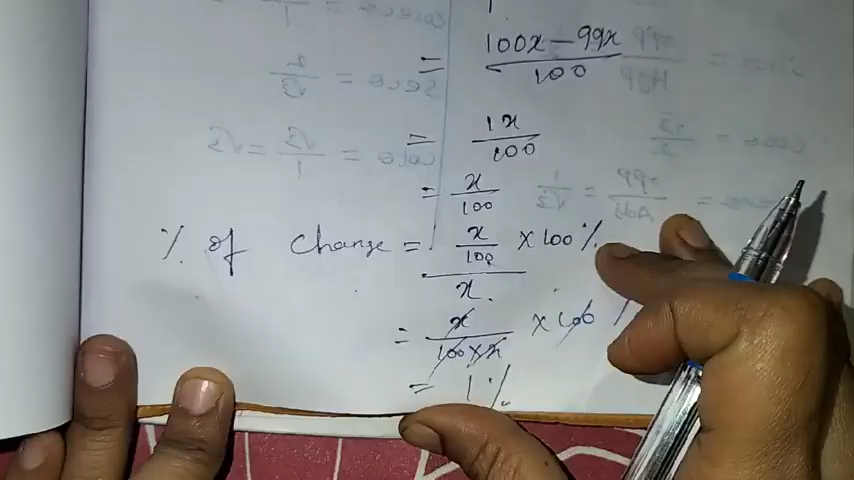 = 100x - 99x / 100
= 1x / 100
= x / 100
% of change = x/100 / x × 100%
= x / 100 × x × 100 %
= 1%